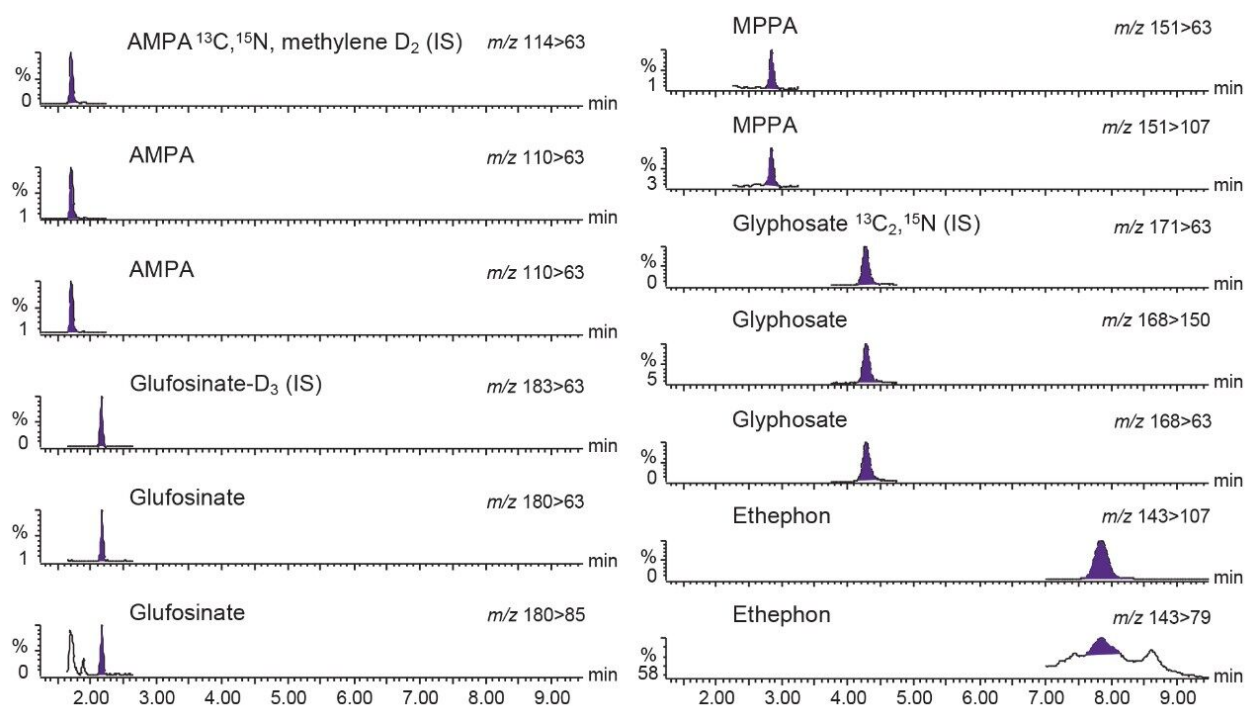 AMPA ¹³C,¹⁵N, methylene D₂ (IS) m/z 114>63
%
0
min
AMPA m/z 110>63
%
1
min
AMPA m/z 110>63
%
1
min
Glufosinate-D₃ (IS) m/z 183>63
%
0
min
Glufosinate m/z 180>63
%
1
min
Glufosinate m/z 180>85
%
0
min
2.00 3.00 4.00 5.00 6.00 7.00 8.00 9.00
MPPA m/z 151>63
%
1
min
MPPA m/z 151>107
%
3
min
Glyphosate ¹³C₂,¹⁵N (IS) m/z 171>63
%
0
min
Glyphosate m/z 168>150
%
5
min
Glyphosate m/z 168>63
%
0
min
Ethephon m/z 143>107
%
0
min
Ethephon m/z 143>79
%
58
min
2.00 3.00 4.00 5.00 6.00 7.00 8.00 9.00